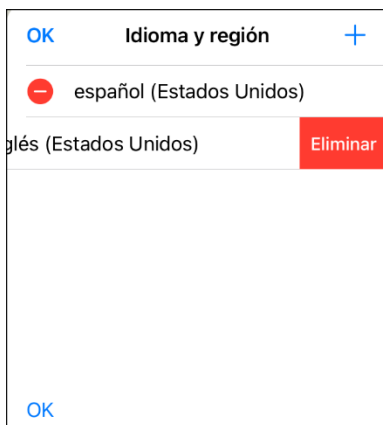 OK Idioma y región +
español (Estados Unidos)
glés (Estados Unidos) Eliminar
OK